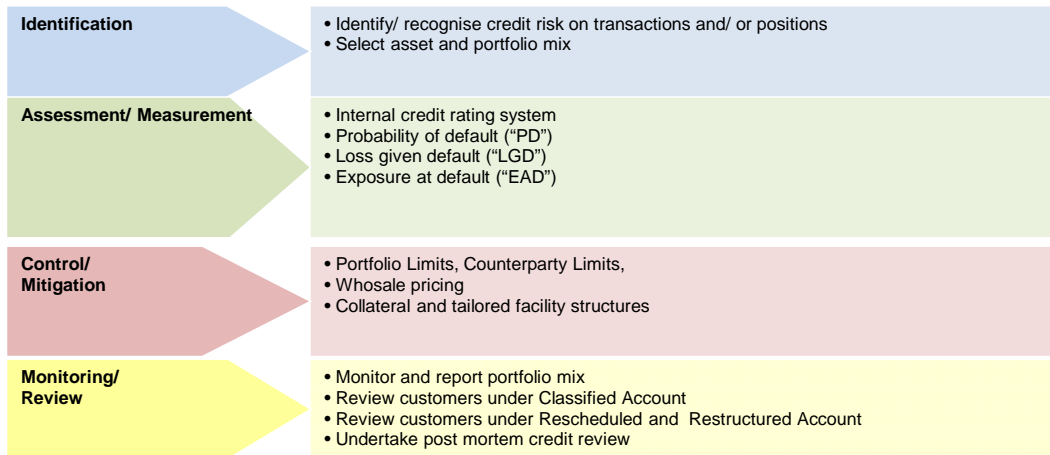 Identification
• Identify/ recognise credit risk on transactions and/ or positions
• Select asset and portfolio mix
Assessment/ Measurement
• Internal credit rating system
• Probability of default (“PD”)
• Loss given default (“LGD”)
• Exposure at default (“EAD”)
Control/
Mitigation
• Portfolio Limits, Counterparty Limits,
• Whosale pricing
• Collateral and tailored facility structures
Monitoring/
Review
• Monitor and report portfolio mix
• Review customers under Classified Account
• Review customers under Rescheduled and Restructured Account
• Undertake post mortem credit review